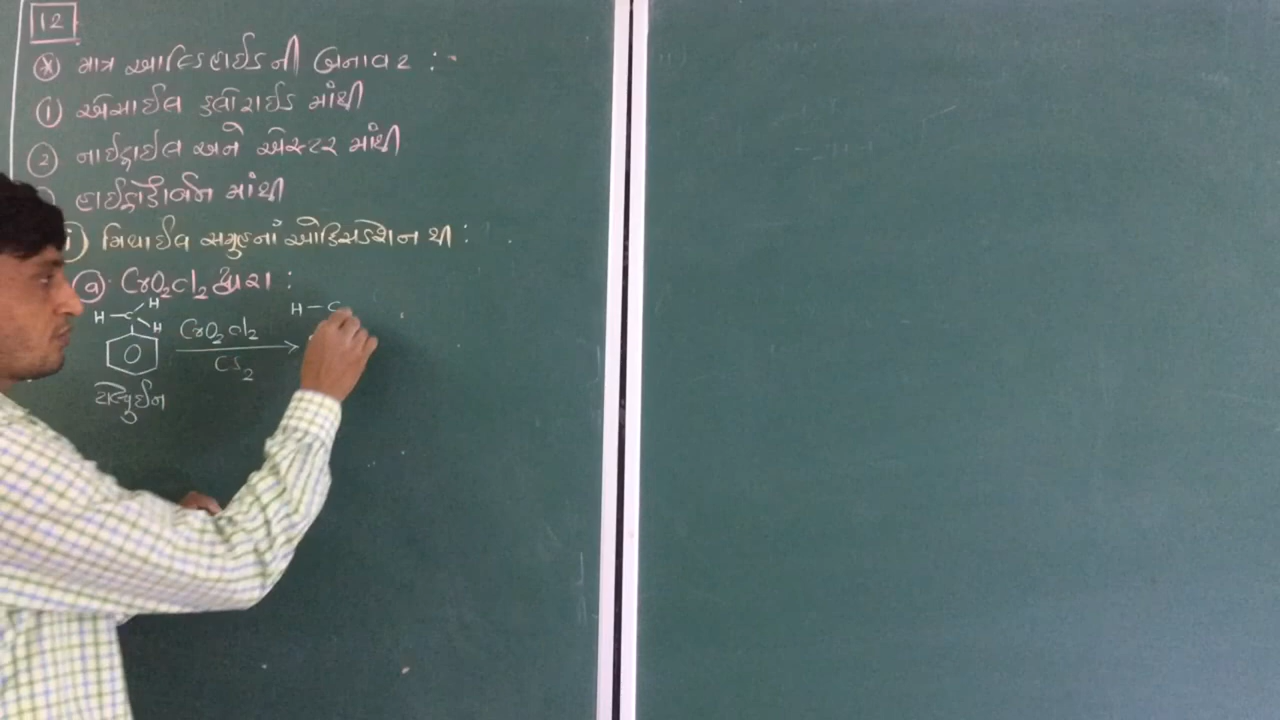 12
* માત્ર આલ્ડિહાઈડ ની બનાવટ :-
1 એસાઈલ ક્લોરાઈડ માંથી
2 નાઈટ્રાઈલ અને એસ્ટર માંથી
હાઈડ્રોકાર્બન માંથી
i) મિથાઈલ સમુહનાં ઓક્સિડેશન થી :
a CrO2Cl2 દ્વારા :
H H – C
H – C – H CrO2Cl2
O CS2
ટોલ્યુઈન